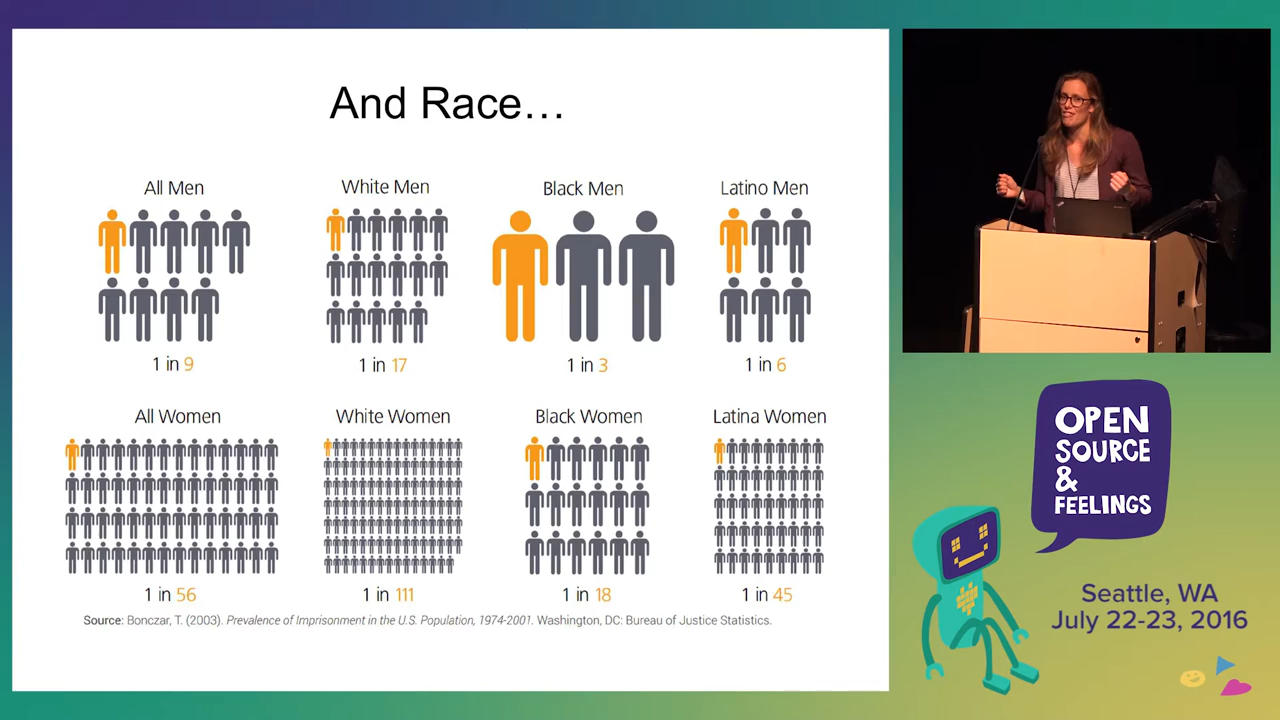 And Race…
All Men
White Men
Black Men
Latino Men
1 in 9
1 in 17
1 in 3
1 in 6
All Women
White Women
Black Women
Latina Women
1 in 56
1 in 111
1 in 18
1 in 45
Source: Bonczar, T. (2003). Prevalence of Imprisonment in the U.S. Population, 1974-2001. Washington, DC: Bureau of Justice Statistics.
OPEN
SOURCE
&
FEELINGS
Seattle, WA
July 22-23, 2016